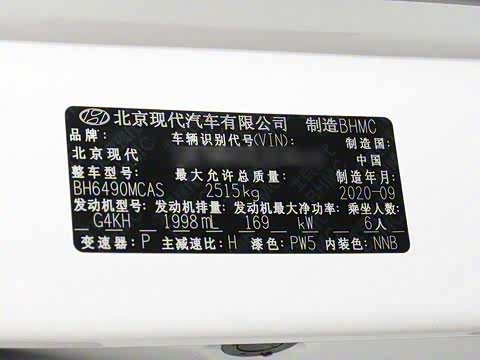 北京现代汽车有限公司 制造BHMC
品牌: 车辆识别代号(VIN): 制造国:
北京现代 中国
整车型号: 最大允许总质量: 制造年月:
BH6490MCAS 2515kg 2020-09
发动机型号: 发动机排量: 发动机最大净功率: 乘坐人数:
G4KH 1998mL 169 kW 6人
变速器: P 主减速比: H 漆色: PW5 内装色: NNB